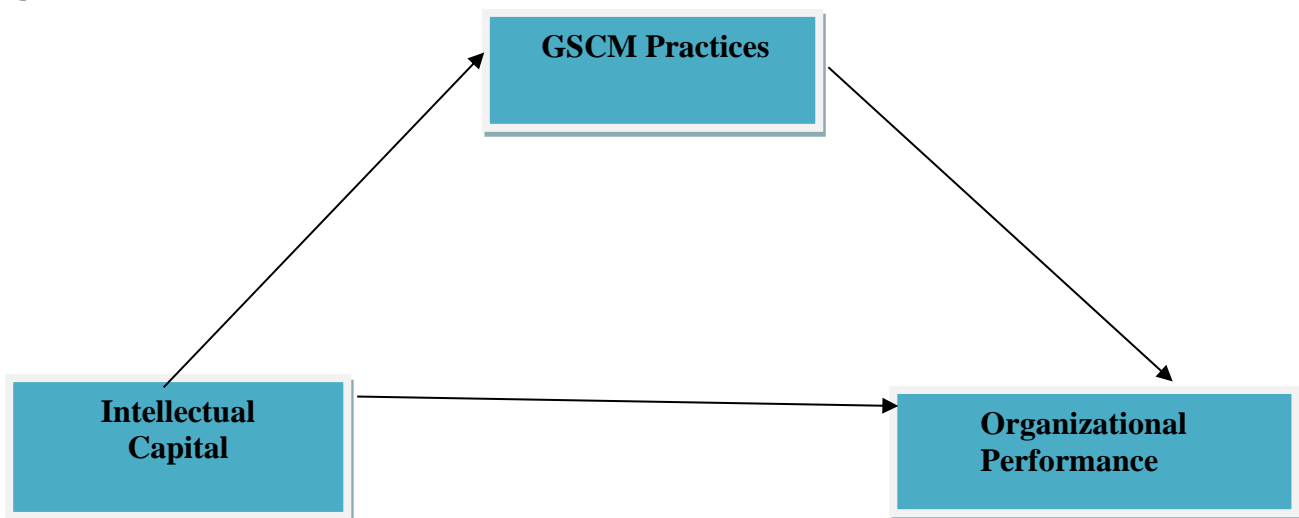 GSCM Practices
Intellectual
Capital
Organizational
Performance